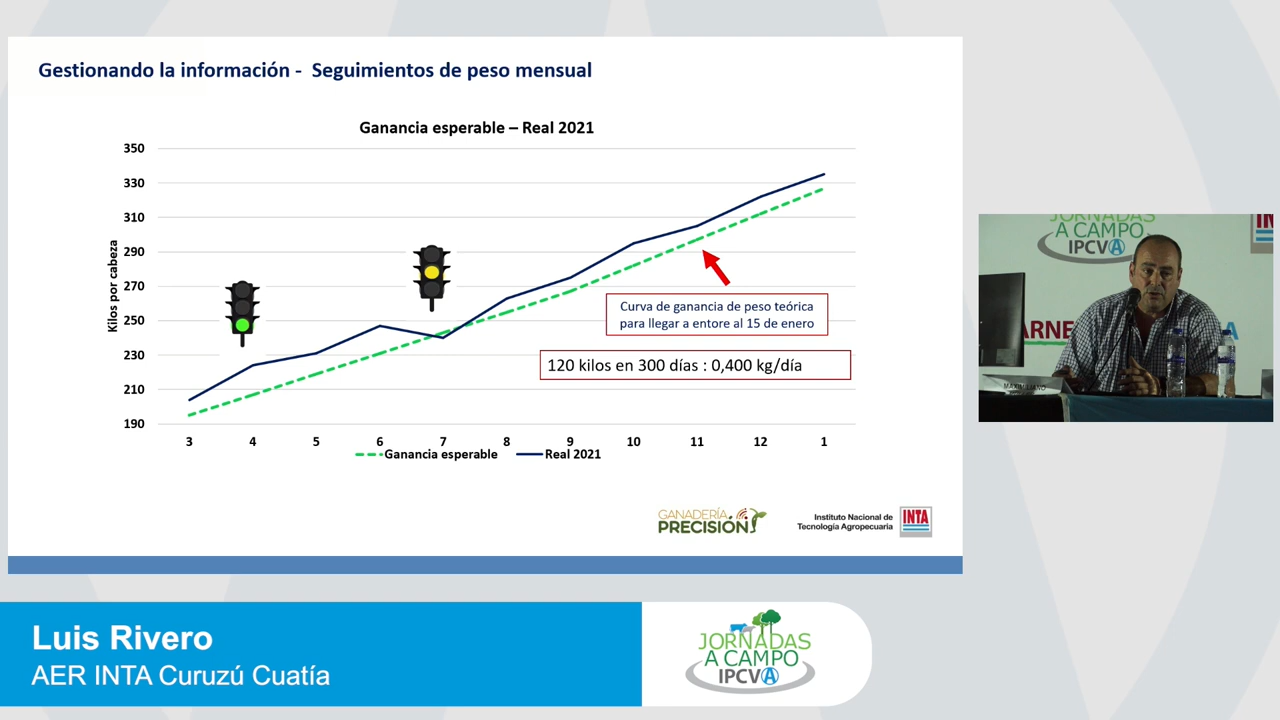 Gestionando la información - Seguimientos de peso mensual
Ganancia esperable – Real 2021
350
330
310
290
270
250
230
210
190
Kilos por cabeza
3 4 5 6 7 8 9 10 11 12 1
Ganancia esperable Real 2021
Curva de ganancia de peso teórica
para llegar a entore al 15 de enero
120 kilos en 300 días : 0,400 kg/día
GANADERÍA
PRECISIÓN
Instituto Nacional de
Tecnología Agropecuaria
INTA
JORNADAS
A CAMPO
IPCVA
IN
ARNE
A
MAXIMILIANO
Luis Rivero
AER INTA Curuzú Cuatía
JORNADAS
A CAMPO
IPCVA